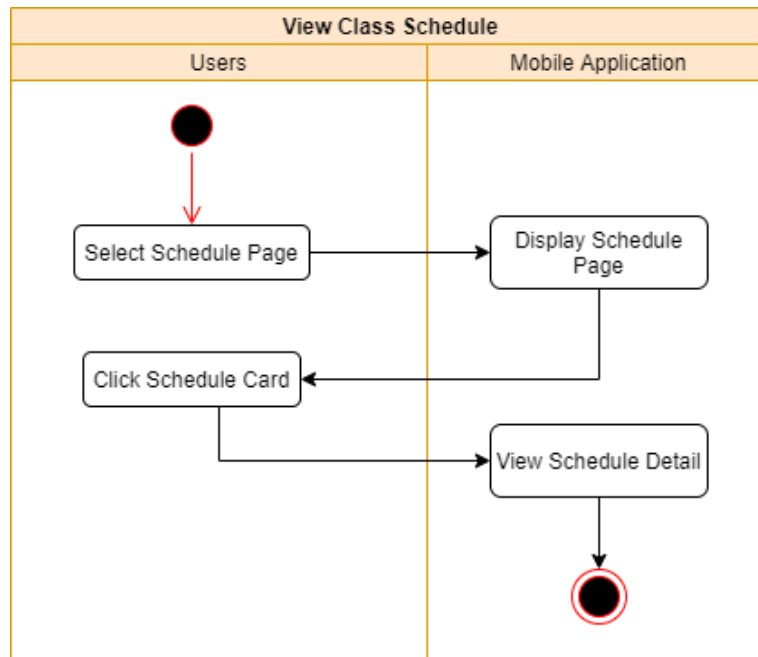 View Class Schedule
Users
Mobile Application
Select Schedule Page
Display Schedule
Page
Click Schedule Card
View Schedule Detail